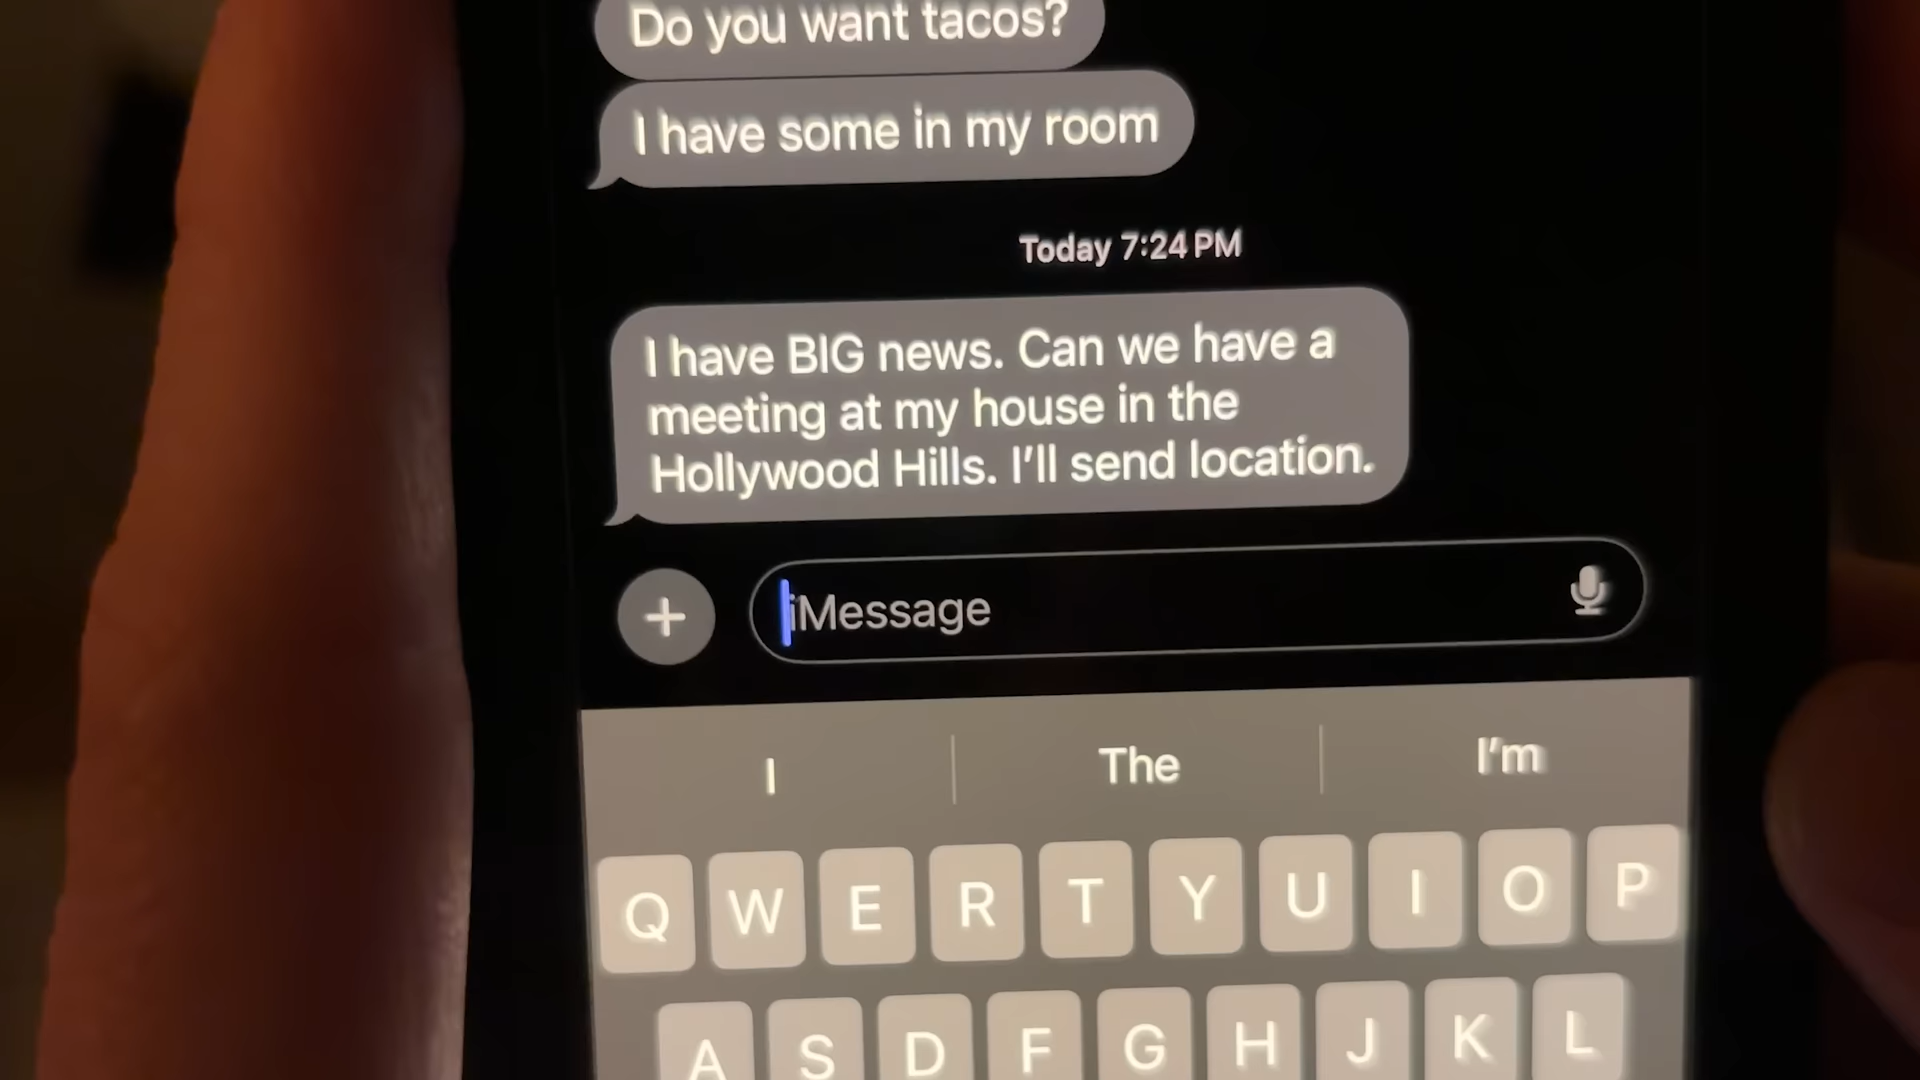 Do you want tacos?
I have some in my room
Today 7:24 PM
I have BIG news. Can we have a
meeting at my house in the
Hollywood Hills. I'll send location.
+
iMessage
I The I'm
Q W E R T Y U I O P
A S D F G H J K L